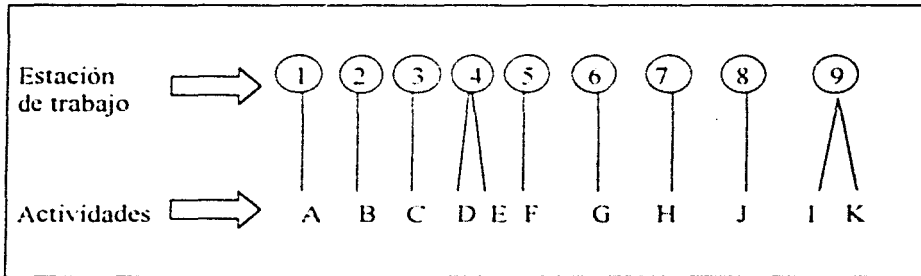 1 2 3 4 5 6 7 8 9
Estación
de trabajo
Actividades A B C D E F G H J I K